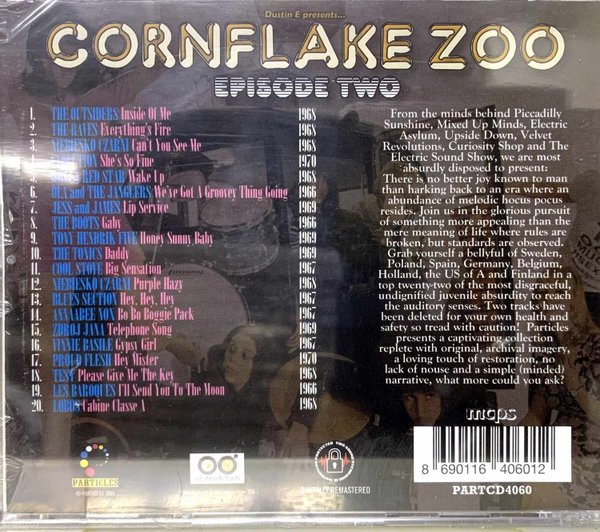 Dustin E presents...
CORNFLAKE ZOO
EPISODE TWO
1. THE OUTSIDERS Inside Of Me 1968
2. THE RAVES Everything's Fire 1968
3. NIEBIESKO CZARNI Can't You See Me 1968
4. She's So Fine 1970
5. RED STAR Wake Up 1968
6. OLA and THE JANGLERS We've Got A Groovey Thing Going 1966
7. JESS and JAMES Lip Service 1969
8. THE BOOTS Gaby 1966
9. TONY HENDRIK FIVE Honey Sunny Baby 1969
10. THE TONICS Daddy 1969
11. COOL STOVE Big Sensation 1967
12. NIEBIESKO CZARNI Purple Hazy 1968
13. BLUES SECTION Hey, Hey, Hey 1967
14. ANNABEE NOX Bo Bo Boggie Pack 1967
15. ZDROJ JANA Telephone Song 1969
16. VINNIE BASILE Gypsy Girl 1967
17. PROUD FLESH Hey Mister 1970
18. TEST Please Give Me The Key 1968
19. LES BAROQUES I'll Send You To The Moon 1966
20. LOBOS Cabine Classe A 1968
From the minds behind Piccadilly
Sunshine, Mixed Up Minds, Electric
Asylum, Upside Down, Velvet
Revolutions, Curiosity Shop and The
Electric Sound Show, we are most
absurdly disposed to present:
There is no better joy known to man
than harking back to an era where an
abundance of melodic hocus pocus
resides. Join us in the glorious pursuit
of something more appealing than the
mere meaning of life where rules are
broken, but standards are observed.
Grab yourself a bellyful of Sweden,
Poland, Spain, Germany, Belgium,
Holland, the US of A and Finland in a
top twenty-two of the most disgraceful,
undignified juvenile absurdity to reach
the auditory senses. Two tracks have
been deleted for your own health and
safety so tread with caution! Particles
presents a captivating collection
replete with original, archival imagery,
a loving touch of restoration, no
lack of nouse and a simple (minded)
narrative, what more could you ask?
mcps
8 690116 406012
PARTCD4060
PARTICLES
DIGITALLY REMASTERED